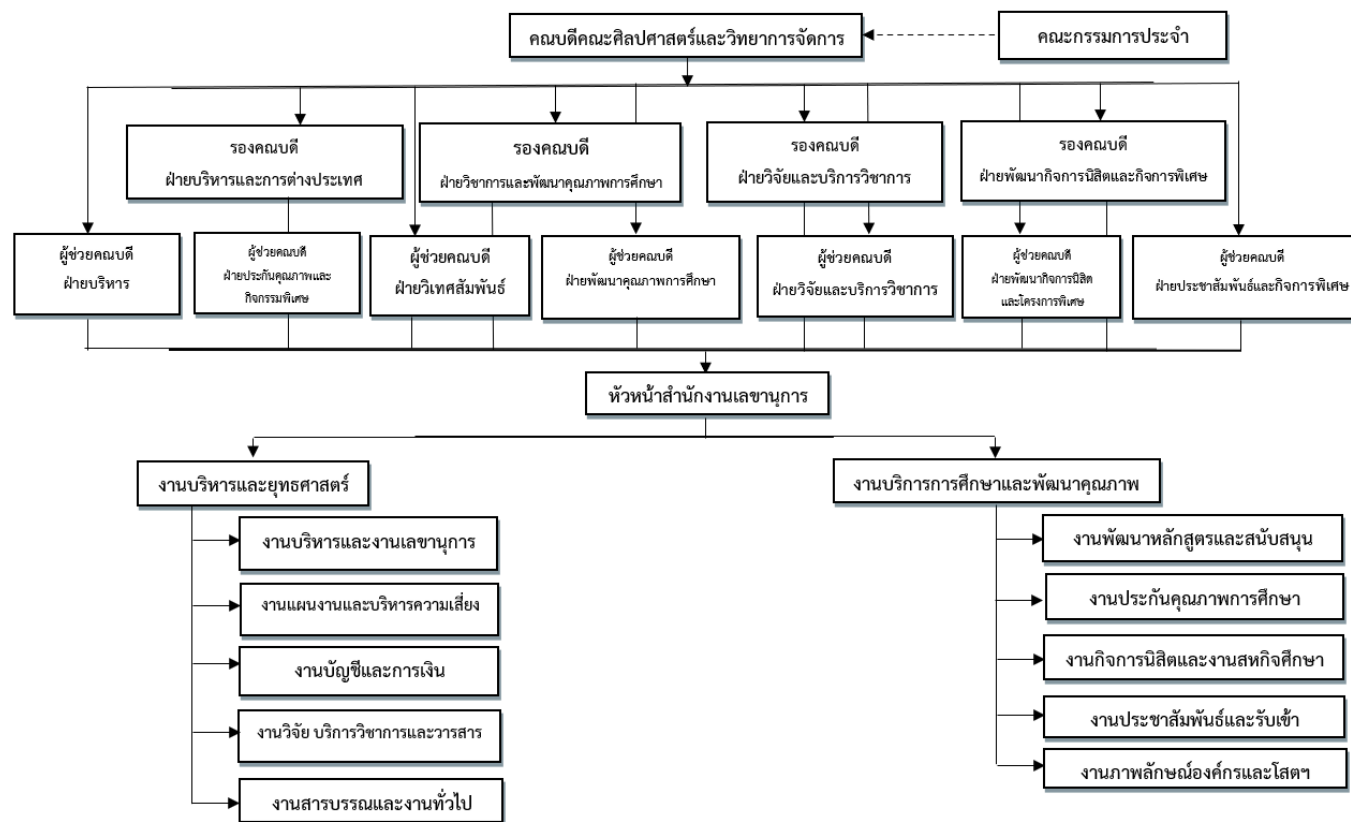 คณบดีคณะศิลปศาสตร์และวิทยาการจัดการ
คณะกรรมการประจำ
รองคณบดี
ฝ่ายบริหารและการต่างประเทศ
รองคณบดี
ฝ่ายวิชาการและพัฒนาคุณภาพการศึกษา
รองคณบดี
ฝ่ายวิจัยและบริการวิชาการ
รองคณบดี
ฝ่ายพัฒนากิจการนิสิตและกิจการพิเศษ
ผู้ช่วยคณบดี
ฝ่ายบริหาร
ผู้ช่วยคณบดี
ฝ่ายประกันคุณภาพและ
กิจกรรมพิเศษ
ผู้ช่วยคณบดี
ฝ่ายวิเทศสัมพันธ์
ผู้ช่วยคณบดี
ฝ่ายพัฒนาคุณภาพการศึกษา
ผู้ช่วยคณบดี
ฝ่ายวิจัยและบริการวิชาการ
ผู้ช่วยคณบดี
ฝ่ายพัฒนากิจการนิสิต
และโครงการพิเศษ
ผู้ช่วยคณบดี
ฝ่ายประชาสัมพันธ์และกิจการพิเศษ
หัวหน้าสำนักงานเลขานุการ
งานบริหารและยุทธศาสตร์
งานบริหารและงานเลขานุการ
งานแผนงานและบริหารความเสี่ยง
งานบัญชีและการเงิน
งานวิจัย บริการวิชาการและวารสาร
งานสารบรรณและงานทั่วไป
งานบริการการศึกษาและพัฒนาคุณภาพ
งานพัฒนาหลักสูตรและสนับสนุน
งานประกันคุณภาพการศึกษา
งานกิจการนิสิตและงานสหกิจศึกษา
งานประชาสัมพันธ์และรับเข้า
งานภาพลักษณ์องค์กรและโสตฯ